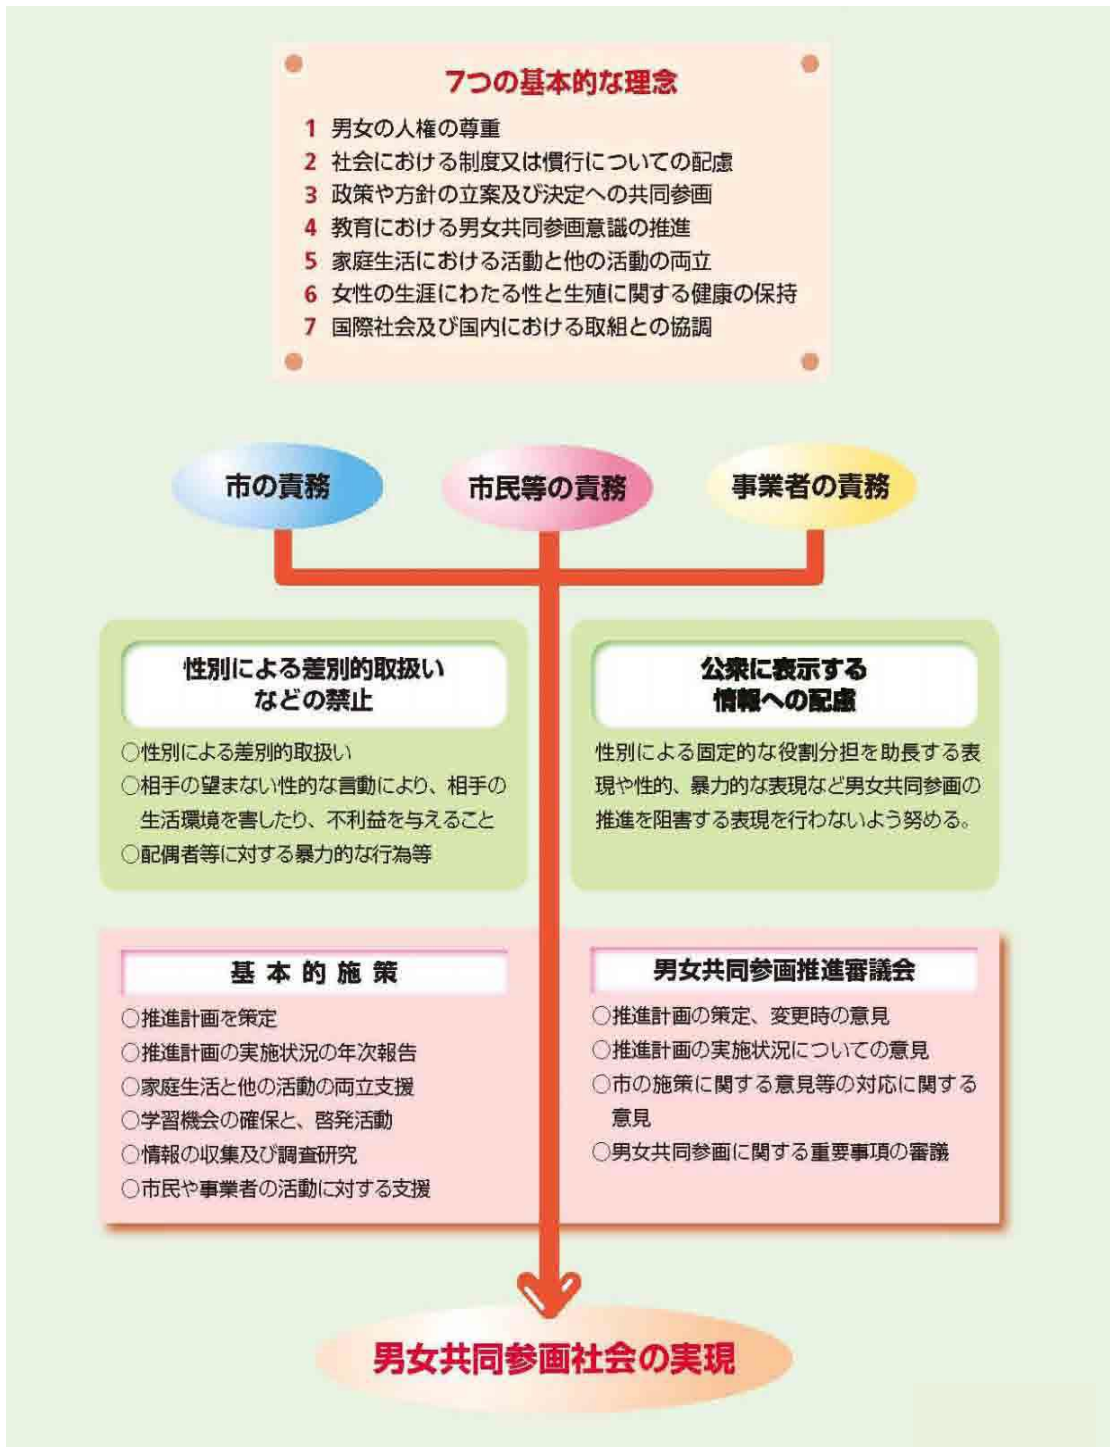 7つの基本的な理念
1 男女の人権の尊重
2 社会における制度又は慣行についての配慮
3 政策や方針の立案及び決定への共同参画
4 教育における男女共同参画意識の推進
5 家庭生活における活動と他の活動の両立
6 女性の生涯にわたる性と生殖に関する健康の保持
7 国際社会及び国内における取組との協調
市の責務
市民等の責務
事業者の責務
性別による差別的取扱い
などの禁止
○性別による差別的取扱い
○相手の望まない性的な言動により、相手の
生活環境を害したり、不利益を与えること
○配偶者等に対する暴力的な行為等
公衆に表示する
情報への配慮
性別による固定的な役割分担を助長する表
現や性的、暴力的な表現など男女共同参画の
推進を阻害する表現を行わないよう努める。
基本的施策
○推進計画を策定
○推進計画の実施状況の年次報告
○家庭生活と他の活動の両立支援
○学習機会の確保と、啓発活動
○情報の収集及び調査研究
○市民や事業者の活動に対する支援
男女共同参画推進審議会
○推進計画の策定、変更時の意見
○推進計画の実施状況についての意見
○市の施策に関する意見等の対応に関する
意見
○男女共同参画に関する重要事項の審議
男女共同参画社会の実現